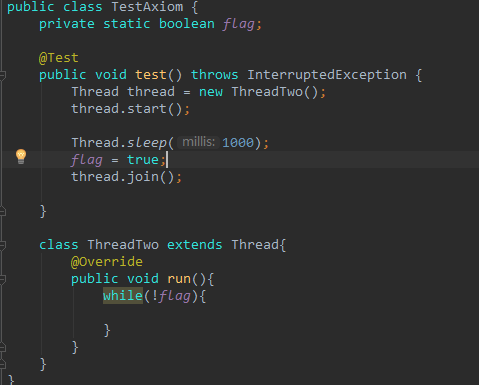 public class TestAxiom {
    private static boolean flag;

    @Test
    public void test() throws InterruptedException {
        Thread thread = new ThreadTwo();
        thread.start();

        Thread.sleep( millis: 1000);
        flag = true;
        thread.join();

    }

    class ThreadTwo extends Thread{
        @Override
        public void run(){
            while(!flag){

            }
        }
    }
}